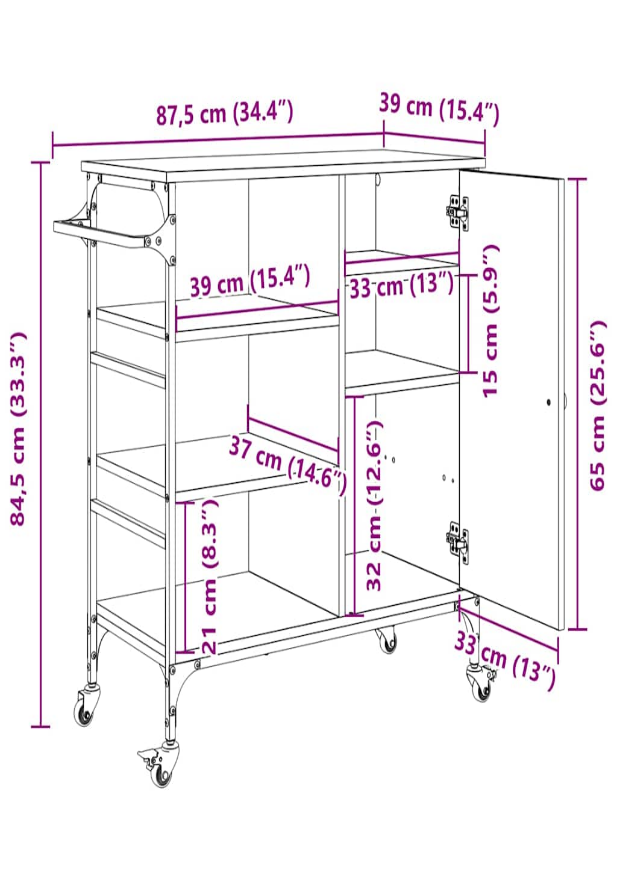 87,5 cm (34.4”)
39 cm (15.4”)
39 cm (15.4”)
33 cm (13”)
15 cm (5.9”)
84,5 cm (33.3”)
65 cm (25.6”)
37 cm (14.6”)
32 cm (12.6”)
21 cm (8.3”)
33 cm (13”)